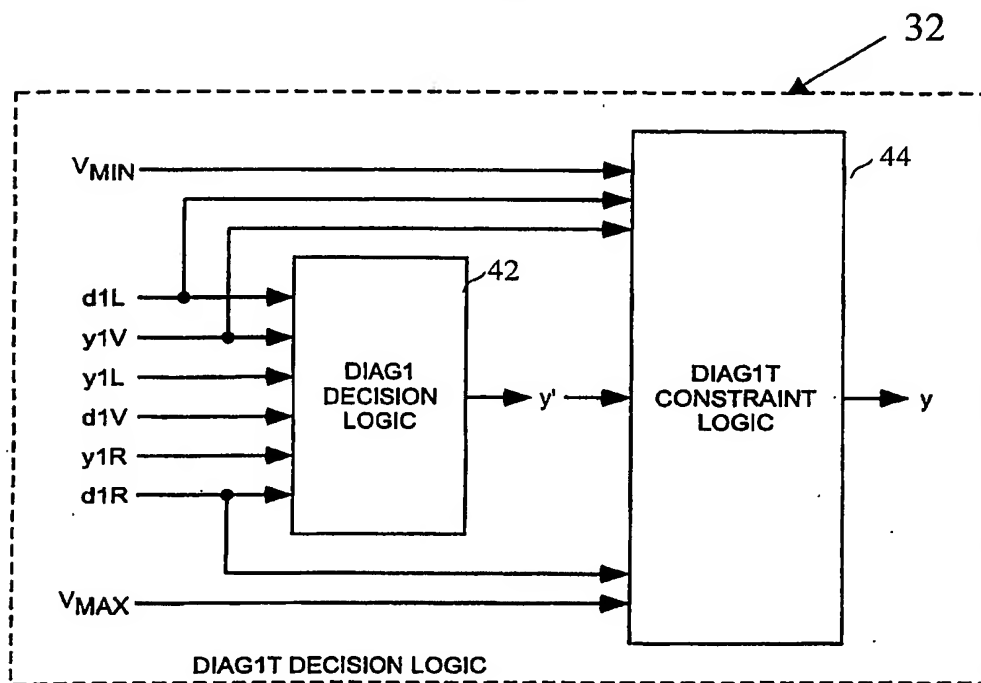 32
VMIN
44
42
d1L
y1V
y1L
d1V
y1R
d1R
DIAG1
DECISION
LOGIC
y'
DIAG1T
CONSTRAINT
LOGIC
y
VMAX
DIAG1T DECISION LOGIC